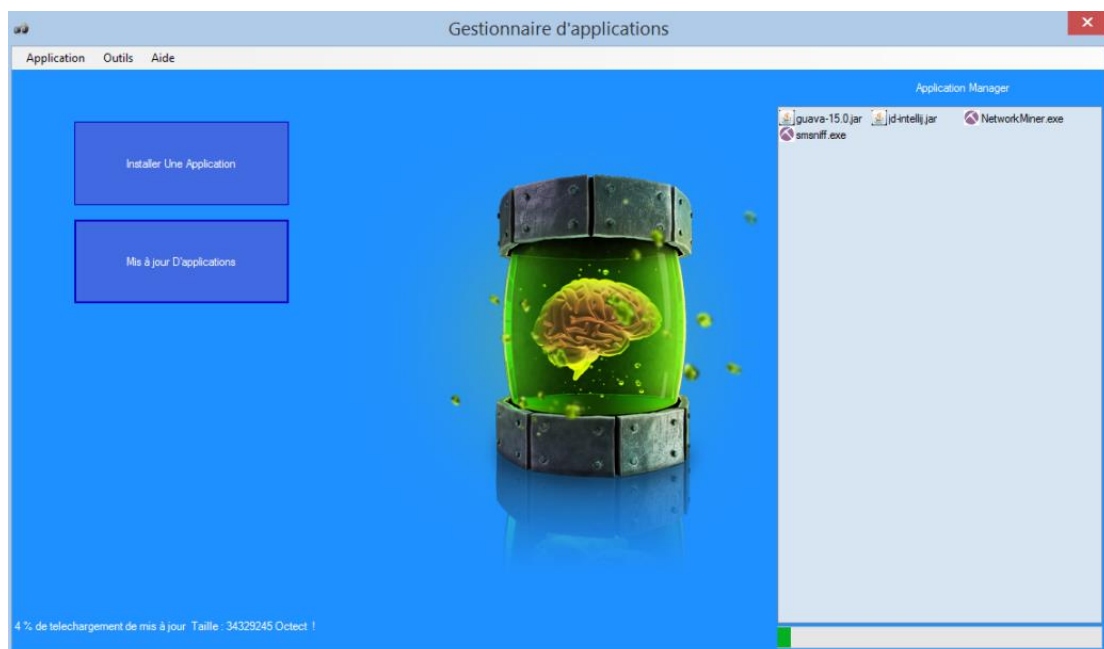 Gestionnaire d'applications
Application Outils Aide
Application Manager
Installer Une Application
Mis à jour D'applications
guava-15.0.jar jd-intellij.jar NetworkMiner.exe
smsniff.exe
4 % de telechargement de mis à jour Taille : 34329245 Octect !